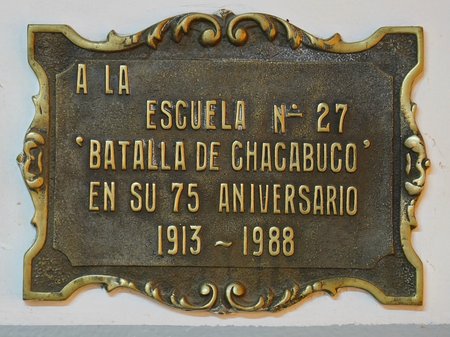 A LA
ESCUELA Nº 27
"BATALLA DE CHACABUCO"
EN SU 75 ANIVERSARIO
1913 ~ 1988